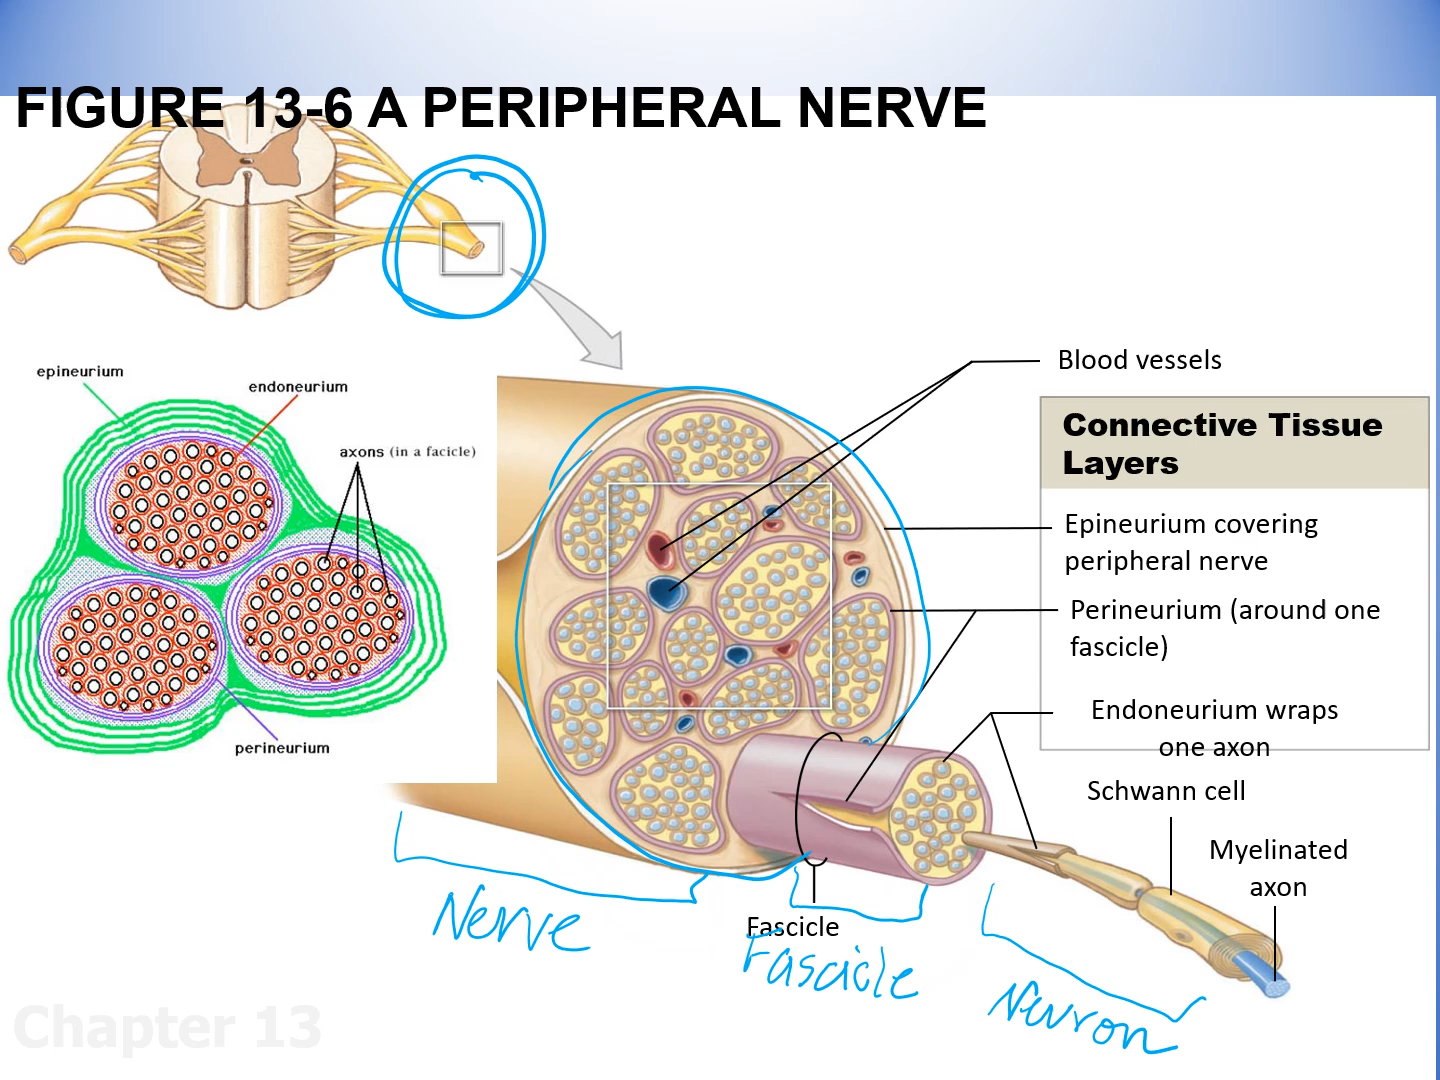 FIGURE 13-6 A PERIPHERAL NERVE
epineurium
endoneurium
axons (in a facicle)
perineurium
Blood vessels
Connective Tissue
Layers
Epineurium covering
peripheral nerve
Perineurium (around one
fascicle)
Endoneurium wraps
one axon
Schwann cell
Myelinated
axon
Fascicle
Nerve
Fascicle
Neuron
Chapter 13